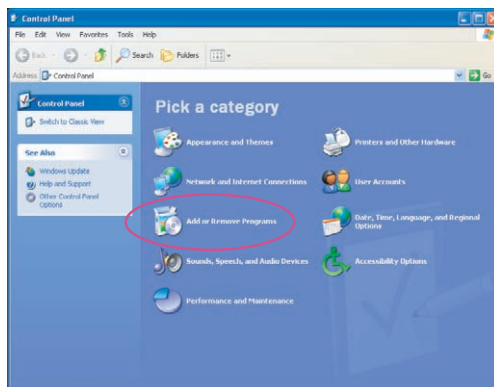 Control Panel
File Edit View Favorites Tools Help
Back Search Folders
Address Control Panel Go
Control Panel
Switch to Classic View
See Also
Windows Update
Help and Support
Other Control Panel
Options
Pick a category
Appearance and Themes
Printers and Other Hardware
Network and Internet Connections
User Accounts
Add or Remove Programs
Date, Time, Language, and Regional
Options
Sounds, Speech, and Audio Devices
Accessibility Options
Performance and Maintenance